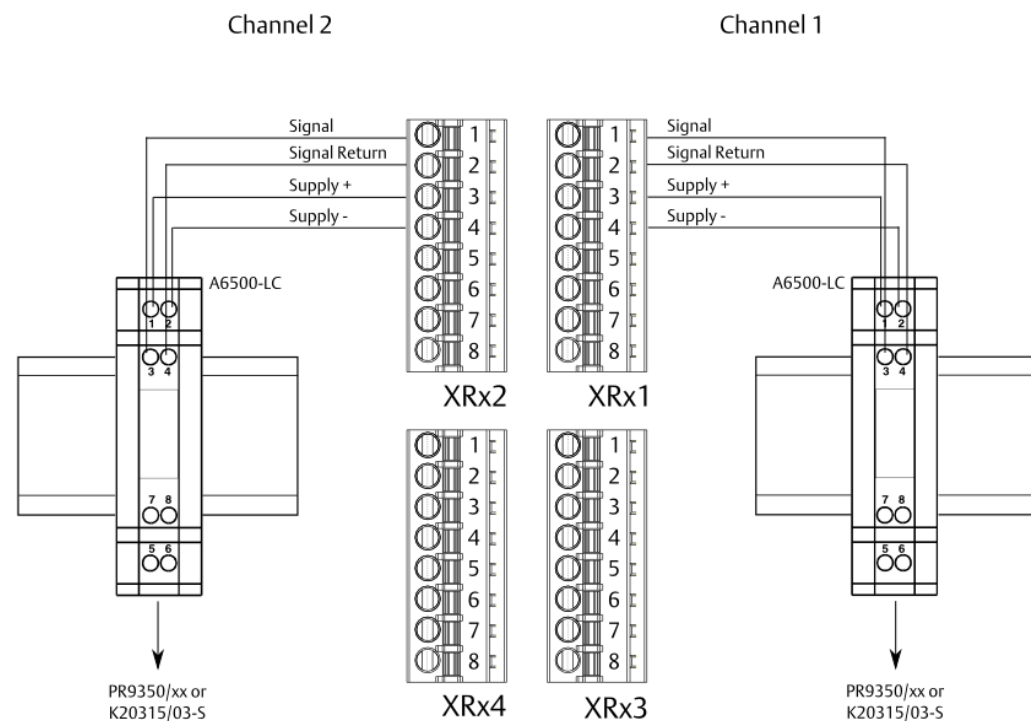 Channel 2
Channel 1
Signal
Signal Return
Supply +
Supply -
1
2
3
4
5
6
7
8
XRx2
1
2
3
4
5
6
7
8
XRx1
Signal
Signal Return
Supply +
Supply -
A6500-LC
1 2
3 4
7 8
5 6
PR9350/xx or
K20315/03-S
A6500-LC
1 2
3 4
7 8
5 6
PR9350/xx or
K20315/03-S
1
2
3
4
5
6
7
8
XRx4
1
2
3
4
5
6
7
8
XRx3